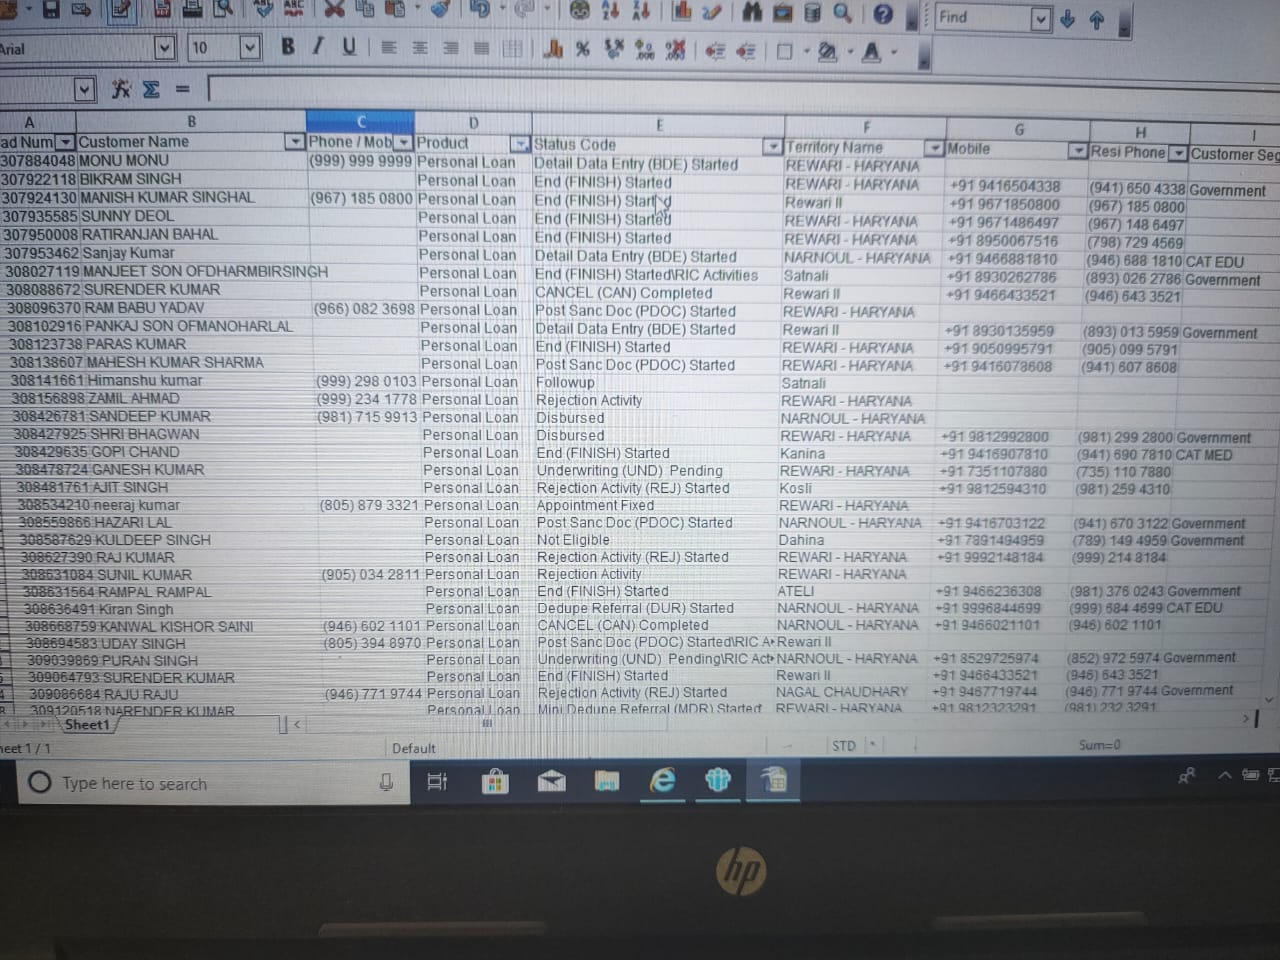 Find
Arial 10
A B C D E F G H I
ad Num Customer Name Phone / Mob Product Status Code Territory Name Mobile Resi Phone Customer Seg
307884048 MONU MONU (999) 999 9999 Personal Loan Detail Data Entry (BDE) Started REWARI - HARYANA
307922118 BIKRAM SINGH Personal Loan End (FINISH) Started REWARI - HARYANA +91 9416504338 (941) 650 4338 Government
307924130 MANISH KUMAR SINGHAL (967) 185 0800 Personal Loan End (FINISH) Started Rewari II +91 9671850800 (967) 185 0800
307935585 SUNNY DEOL Personal Loan End (FINISH) Started REWARI - HARYANA +91 9671486497 (967) 148 6497
307950008 RATIRANJAN BAHAL Personal Loan End (FINISH) Started REWARI - HARYANA +91 8950067516 (798) 729 4569
307953462 Sanjay Kumar Personal Loan Detail Data Entry (BDE) Started NARNOUL - HARYANA +91 9466881810 (946) 688 1810 CAT EDU
308027119 MANJEET SON OFDHARMBIRSINGH Personal Loan End (FINISH) Started\RIC Activities Satnali +91 8930262786 (893) 026 2786 Government
308088672 SURENDER KUMAR Personal Loan CANCEL (CAN) Completed Rewari II +91 9466433521 (946) 643 3521
308096370 RAM BABU YADAV (966) 082 3698 Personal Loan Post Sanc Doc (PDOC) Started REWARI - HARYANA
308102916 PANKAJ SON OFMANOHARLAL Personal Loan Detail Data Entry (BDE) Started Rewari II +91 8930135959 (893) 013 5959 Government
308123738 PARAS KUMAR Personal Loan End (FINISH) Started REWARI - HARYANA +91 9050995791 (905) 099 5791
308138607 MAHESH KUMAR SHARMA Personal Loan Post Sanc Doc (PDOC) Started REWARI - HARYANA +91 9416078608 (941) 607 8608
308141661 Himanshu kumar (999) 298 0103 Personal Loan Followup Satnali
308156898 ZAMIL AHMAD (999) 234 1778 Personal Loan Rejection Activity REWARI - HARYANA
308426781 SANDEEP KUMAR (981) 715 9913 Personal Loan Disbursed NARNOUL - HARYANA
308427925 SHRI BHAGWAN Personal Loan Disbursed REWARI - HARYANA +91 9812992800 (981) 299 2800 Government
308429635 GOPI CHAND Personal Loan End (FINISH) Started Kanina +91 9416907810 (941) 690 7810 CAT MED
308478724 GANESH KUMAR Personal Loan Underwriting (UND) Pending REWARI - HARYANA +91 7351107880 (735) 110 7880
308481761 AJIT SINGH Personal Loan Rejection Activity (REJ) Started Kosli +91 9812594310 (981) 259 4310
308534210 neeraj kumar (805) 879 3321 Personal Loan Appointment Fixed REWARI - HARYANA
308559866 HAZARI LAL Personal Loan Post Sanc Doc (PDOC) Started NARNOUL - HARYANA +91 9416703122 (941) 670 3122 Government
308587629 KULDEEP SINGH Personal Loan Not Eligible Dahina +91 7891494959 (789) 149 4959 Government
308627390 RAJ KUMAR Personal Loan Rejection Activity (REJ) Started REWARI - HARYANA +91 9992148184 (999) 214 8184
308631084 SUNIL KUMAR (905) 034 2811 Personal Loan Rejection Activity REWARI - HARYANA
308631564 RAMPAL RAMPAL Personal Loan End (FINISH) Started ATELI +91 9466236308 (981) 376 0243 Government
308636491 Kiran Singh Personal Loan Dedupe Referral (DUR) Started NARNOUL - HARYANA +91 9996844699 (999) 684 4699 CAT EDU
308668759 KANWAL KISHOR SAINI (946) 602 1101 Personal Loan CANCEL (CAN) Completed NARNOUL - HARYANA +91 9466021101 (946) 602 1101
308694583 UDAY SINGH (805) 394 8970 Personal Loan Post Sanc Doc (PDOC) Started\RIC A Rewari II
309039869 PURAN SINGH Personal Loan Underwriting (UND) Pending\RIC Act NARNOUL - HARYANA +91 8529725974 (852) 972 5974 Government
309064793 SURENDER KUMAR Personal Loan End (FINISH) Started Rewari II +91 9466433521 (946) 643 3521
309086684 RAJU RAJU (946) 771 9744 Personal Loan Rejection Activity (REJ) Started NAGAL CHAUDHARY +91 9467719744 (946) 771 9744 Government
309120518 NARENDER KUMAR Personal Loan Mini Dedupe Referral (MDR) Started REWARI - HARYANA +91 9812323291 (981) 232 3291
Sheet1
eet 1 / 1 Default STD * Sum=0
Type here to search
hp